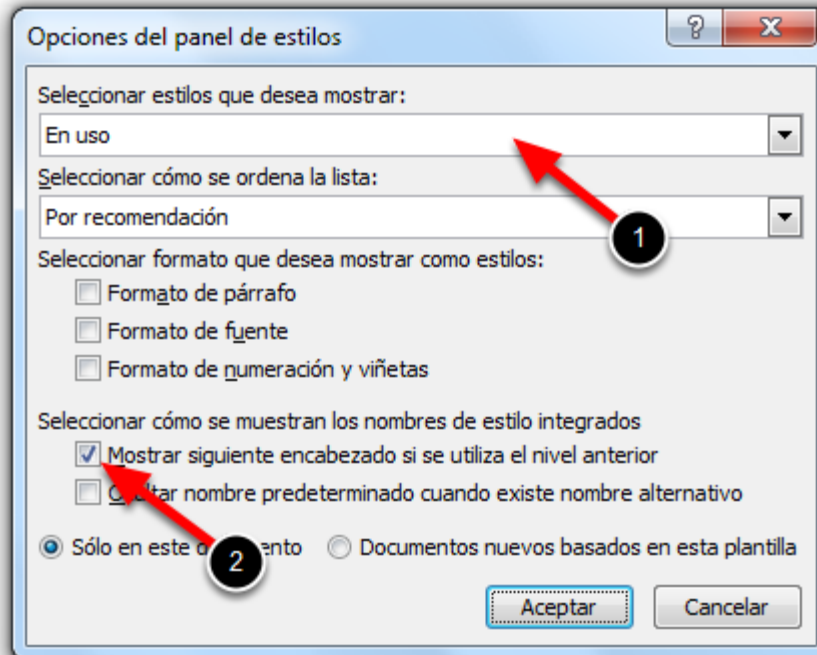 Opciones del panel de estilos
Seleccionar estilos que desea mostrar:
En uso
Seleccionar cómo se ordena la lista:
Por recomendación
1
Seleccionar formato que desea mostrar como estilos:
Formato de párrafo
Formato de fuente
Formato de numeración y viñetas
Seleccionar cómo se muestran los nombres de estilo integrados
Mostrar siguiente encabezado si se utiliza el nivel anterior
nombre predeterminado cuando existe nombre alternativo
Sólo en este Documentos nuevos basados en esta plantilla
2
Aceptar Cancelar